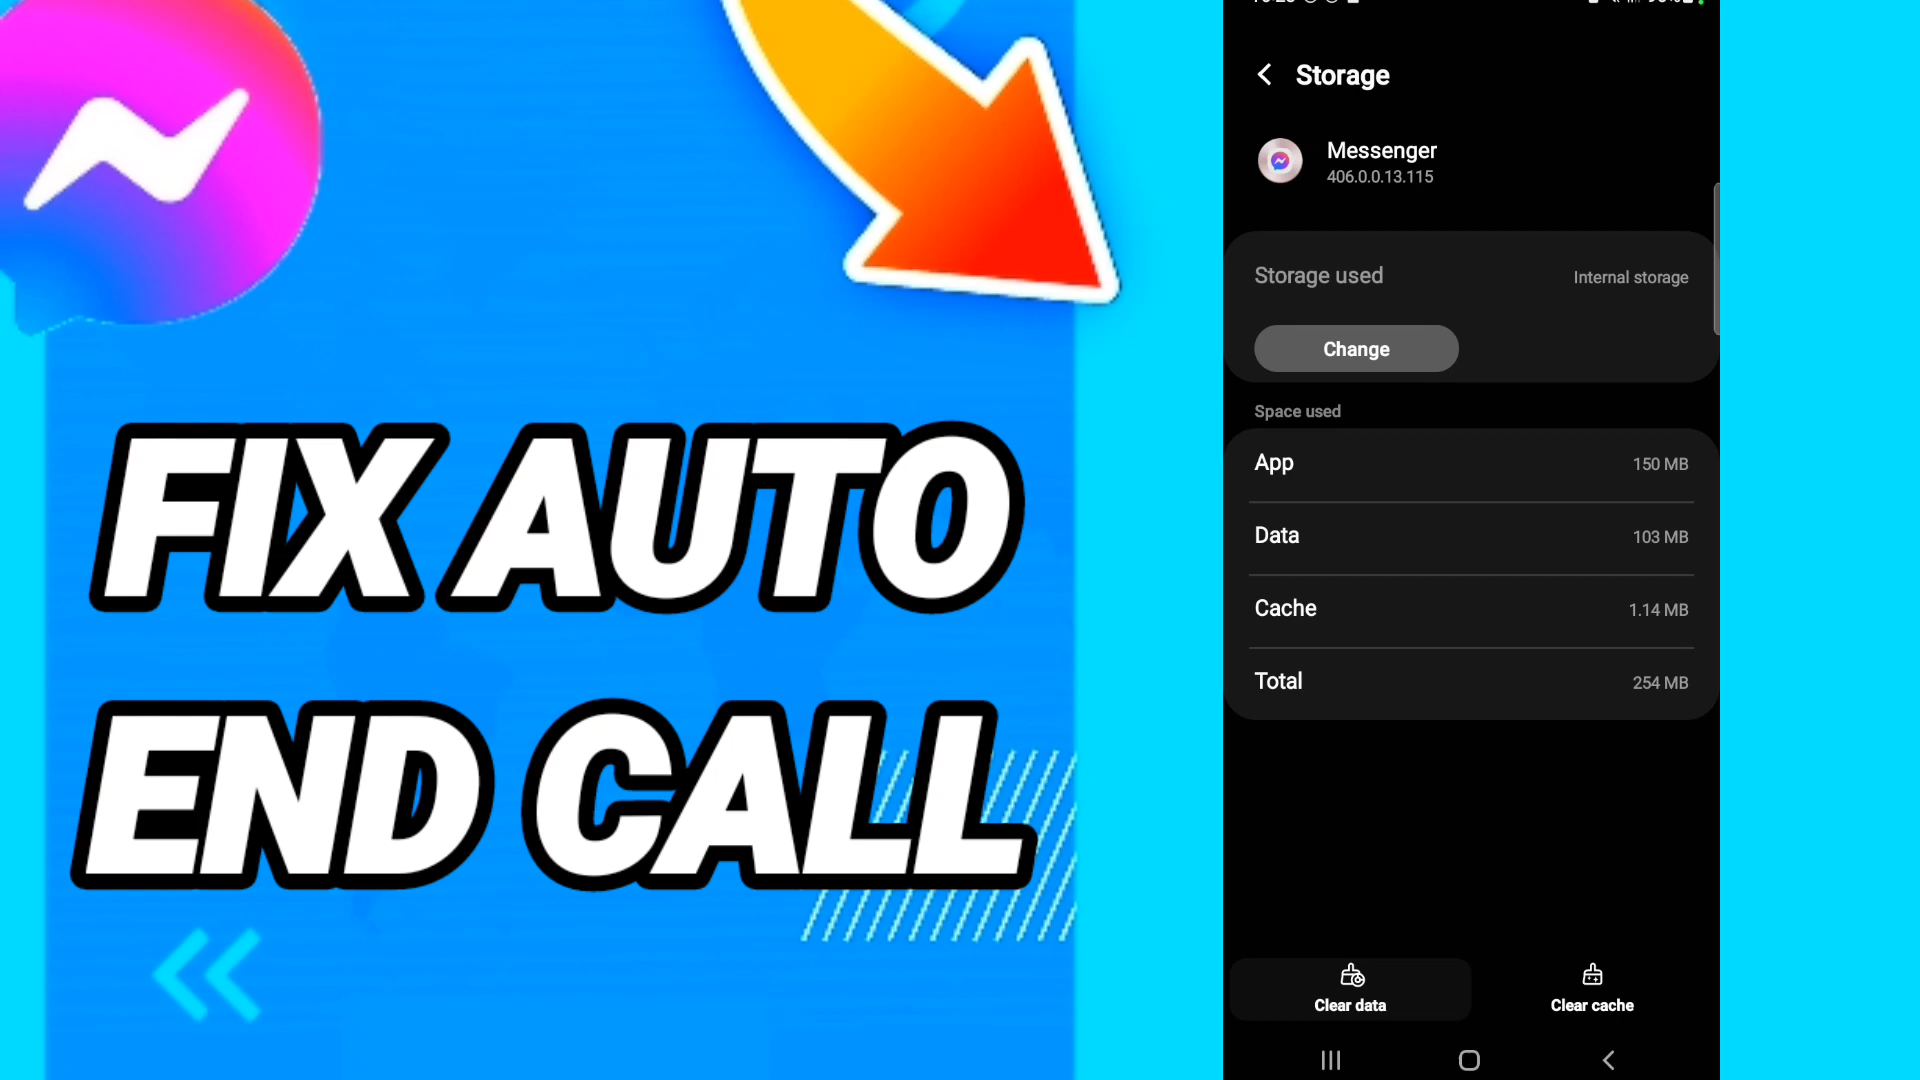 FIX AUTO
END CALL
Storage
Messenger
406.0.0.13.115
Storage used
Internal storage
Change
Space used
App 150 MB
Data 103 MB
Cache 1.14 MB
Total 254 MB
Clear data
Clear cache